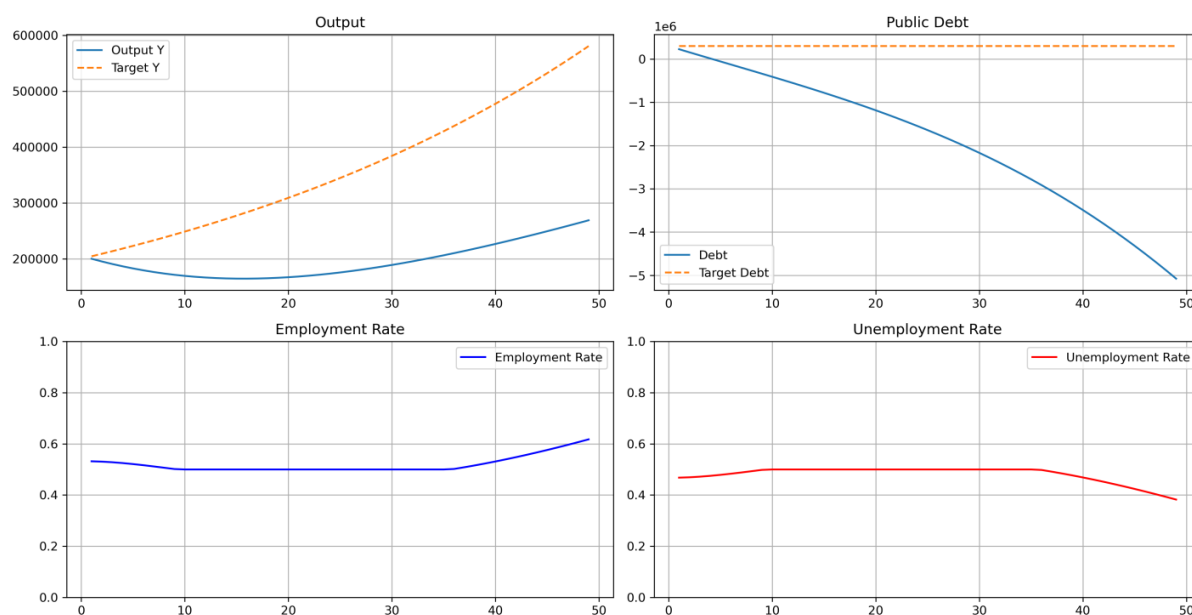 Output
600000
500000
400000
300000
200000
Output Y
Target Y
0 10 20 30 40 50
Public Debt
1e6
0
−1
−2
−3
−4
−5
Debt
Target Debt
0 10 20 30 40 50
Employment Rate
1.0
0.8
0.6
0.4
0.2
0.0
Employment Rate
0 10 20 30 40 50
Unemployment Rate
1.0
0.8
0.6
0.4
0.2
0.0
Unemployment Rate
0 10 20 30 40 50